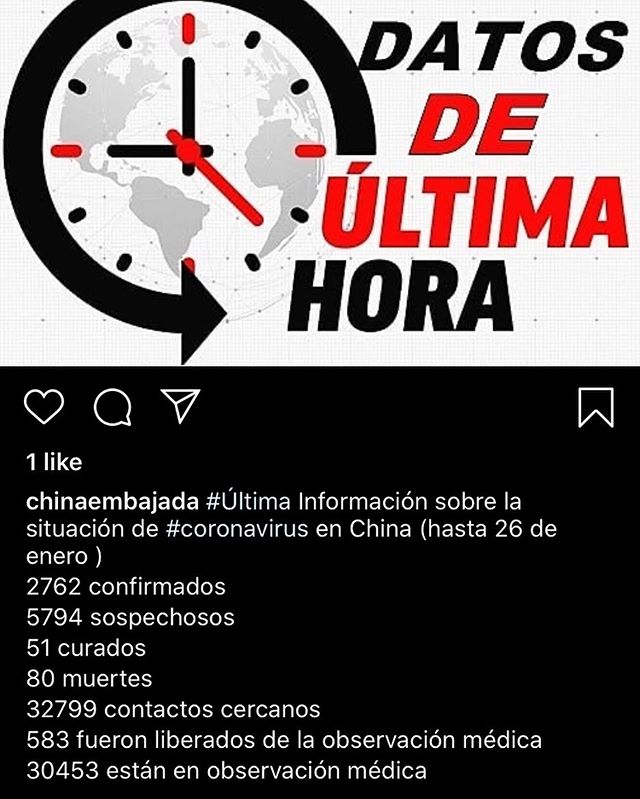 DATOS
DE
ÚLTIMA
HORA
1 like
chinaembajada #Última Información sobre la
situación de #coronavirus en China (hasta 26 de
enero )
2762 confirmados
5794 sospechosos
51 curados
80 muertes
32799 contactos cercanos
583 fueron liberados de la observación médica
30453 están en observación médica